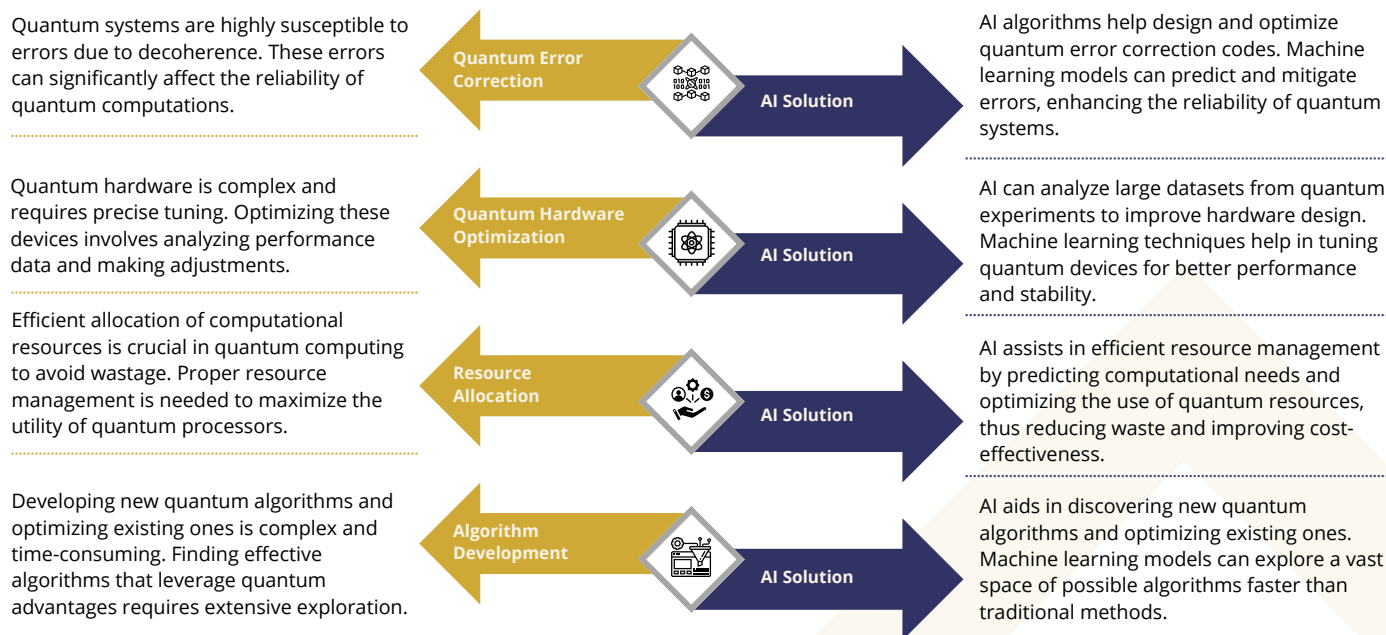 Quantum systems are highly susceptible to
errors due to decoherence. These errors
can significantly affect the reliability of
quantum computations.
Quantum Error
Correction
010 010
100 001
AI Solution
AI algorithms help design and optimize
quantum error correction codes. Machine
learning models can predict and mitigate
errors, enhancing the reliability of quantum
systems.
Quantum hardware is complex and
requires precise tuning. Optimizing these
devices involves analyzing performance
data and making adjustments.
Quantum Hardware
Optimization
AI Solution
AI can analyze large datasets from quantum
experiments to improve hardware design.
Machine learning techniques help in tuning
quantum devices for better performance
and stability.
Efficient allocation of computational
resources is crucial in quantum computing
to avoid wastage. Proper resource
management is needed to maximize the
utility of quantum processors.
Resource
Allocation
$
AI Solution
AI assists in efficient resource management
by predicting computational needs and
optimizing the use of quantum resources,
thus reducing waste and improving cost-
effectiveness.
Developing new quantum algorithms and
optimizing existing ones is complex and
time-consuming. Finding effective
algorithms that leverage quantum
advantages requires extensive exploration.
Algorithm
Development
AI Solution
AI aids in discovering new quantum
algorithms and optimizing existing ones.
Machine learning models can explore a vast
space of possible algorithms faster than
traditional methods.